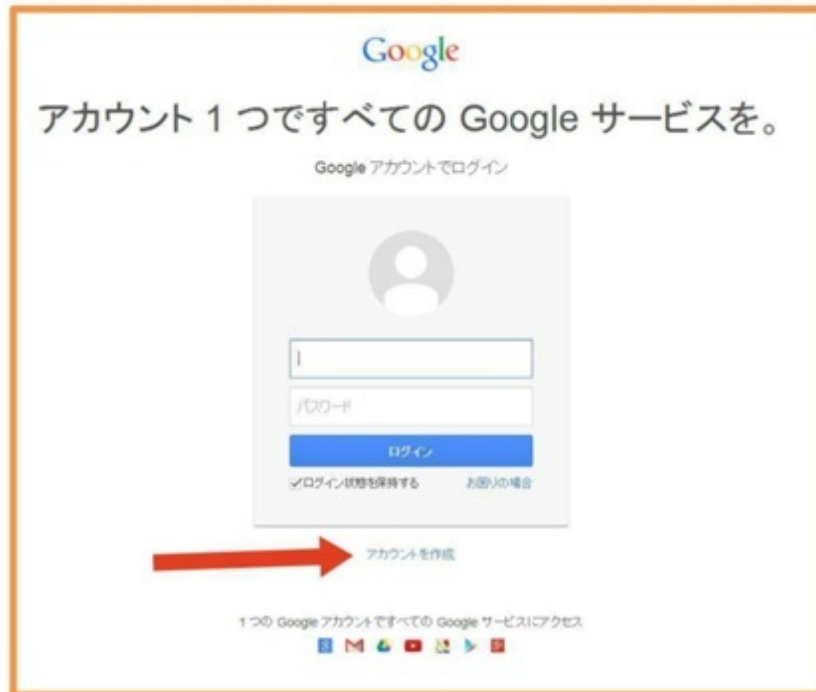 Google
アカウント 1 つですべての Google サービスを。
Google アカウントでログイン
パスワード
ログイン
ログイン状態を保持する お困りの場合
アカウントを作成
1 つの Google アカウントですべての Google サービスにアクセス